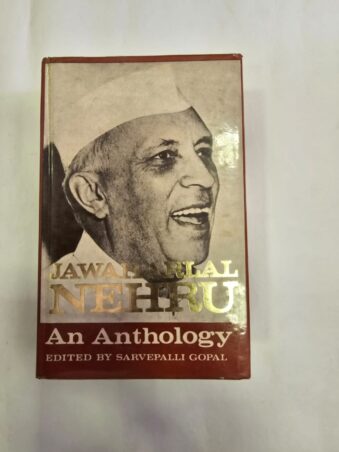 JAWAHARLAL
NEHRU
An Anthology
EDITED BY SARVEPALLI GOPAL